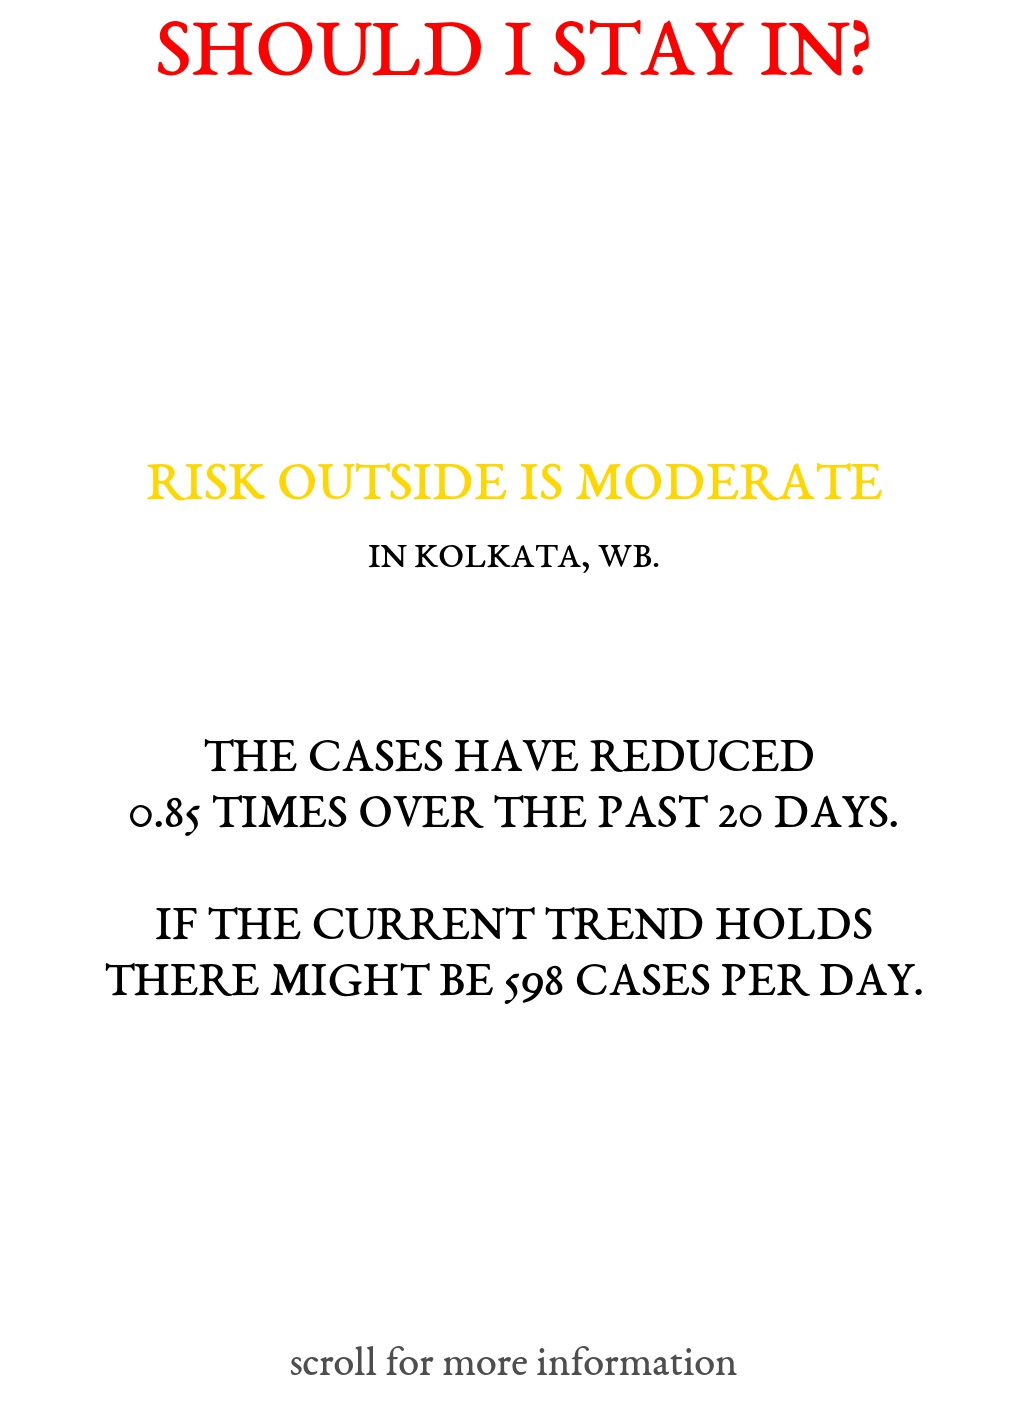 SHOULD I STAY IN?
RISK OUTSIDE IS MODERATE
IN KOLKATA, WB.
THE CASES HAVE REDUCED
0.85 TIMES OVER THE PAST 20 DAYS.
IF THE CURRENT TREND HOLDS
THERE MIGHT BE 598 CASES PER DAY.
scroll for more information